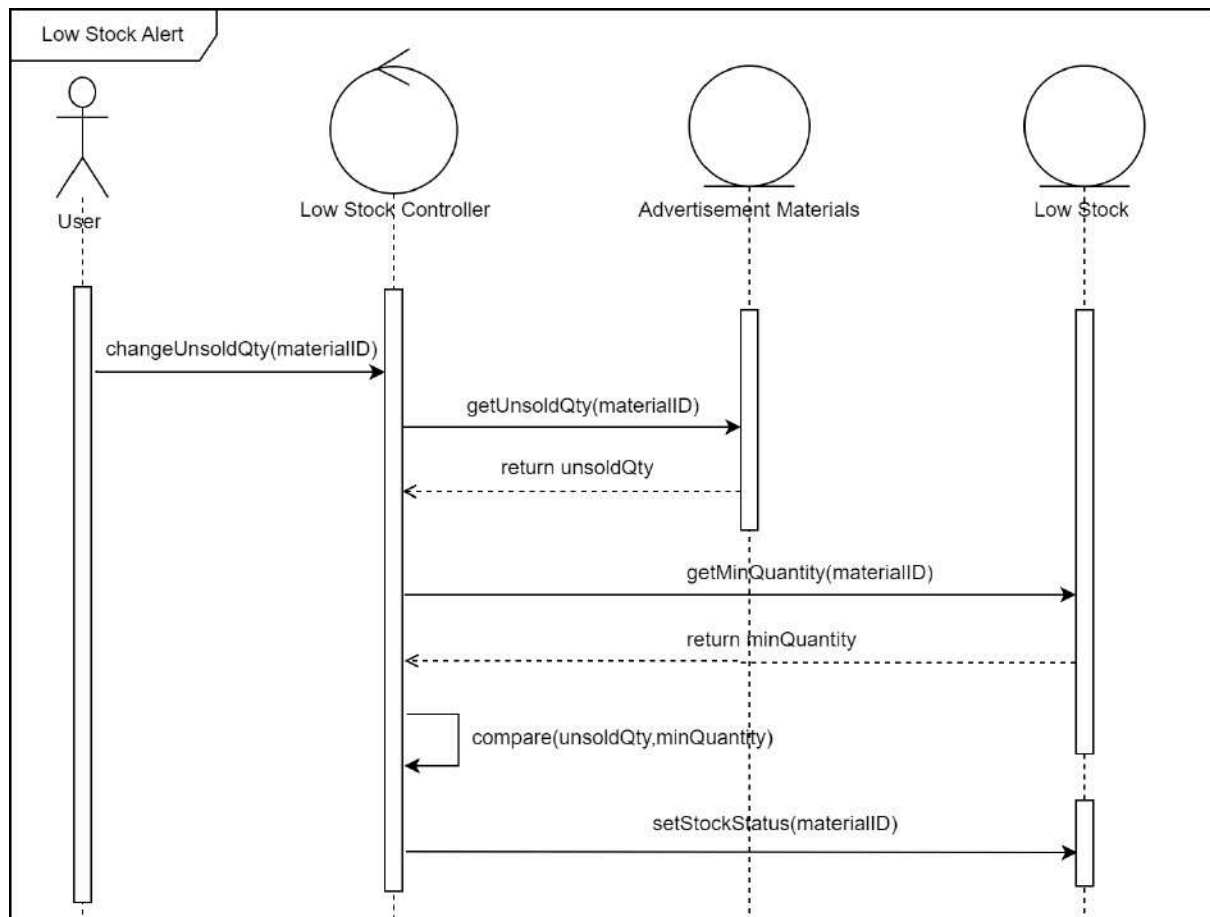 Low Stock Alert
User
Low Stock Controller
Advertisement Materials
Low Stock
changeUnsoldQty(materialID)
getUnsoldQty(materialID)
return unsoldQty
getMinQuantity(materialID)
return minQuantity
compare(unsoldQty,minQuantity)
setStockStatus(materialID)